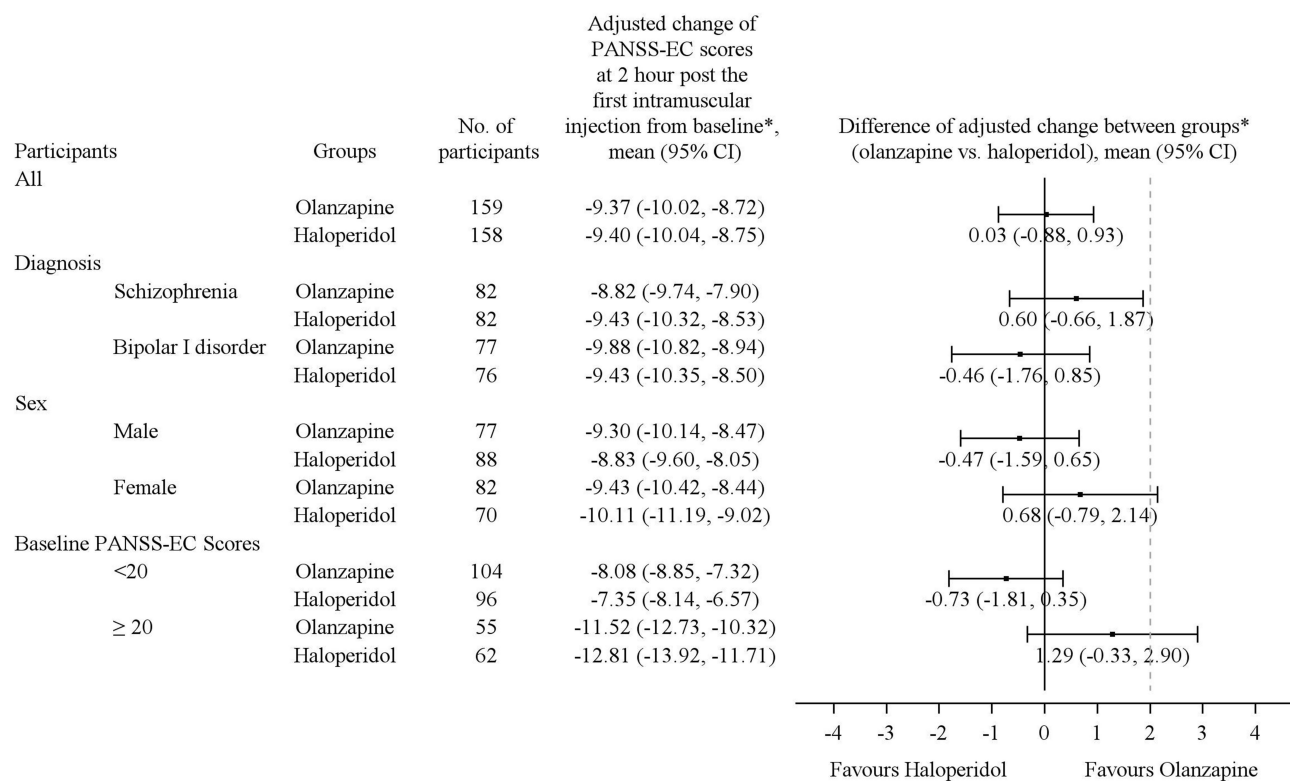 Adjusted change of
PANSS-EC scores
at 2 hour post the
first intramuscular
No. of injection from baseline*, Difference of adjusted change between groups*
Participants Groups participants mean (95% CI) (olanzapine vs. haloperidol), mean (95% CI)
All
Olanzapine 159 -9.37 (-10.02, -8.72)
Haloperidol 158 -9.40 (-10.04, -8.75) 0.03 (-0.88, 0.93)
Diagnosis
Schizophrenia Olanzapine 82 -8.82 (-9.74, -7.90)
Haloperidol 82 -9.43 (-10.32, -8.53) 0.60 (-0.66, 1.87)
Bipolar I disorder Olanzapine 77 -9.88 (-10.82, -8.94)
Haloperidol 76 -9.43 (-10.35, -8.50) -0.46 (-1.76, 0.85)
Sex
Male Olanzapine 77 -9.30 (-10.14, -8.47)
Haloperidol 88 -8.83 (-9.60, -8.05) -0.47 (-1.59, 0.65)
Female Olanzapine 82 -9.43 (-10.42, -8.44)
Haloperidol 70 -10.11 (-11.19, -9.02) 0.68 (-0.79, 2.14)
Baseline PANSS-EC Scores
<20 Olanzapine 104 -8.08 (-8.85, -7.32)
Haloperidol 96 -7.35 (-8.14, -6.57) -0.73 (-1.81, 0.35)
≥ 20 Olanzapine 55 -11.52 (-12.73, -10.32)
Haloperidol 62 -12.81 (-13.92, -11.71) 1.29 (-0.33, 2.90)
-4 -3 -2 -1 0 1 2 3 4
Favours Haloperidol Favours Olanzapine